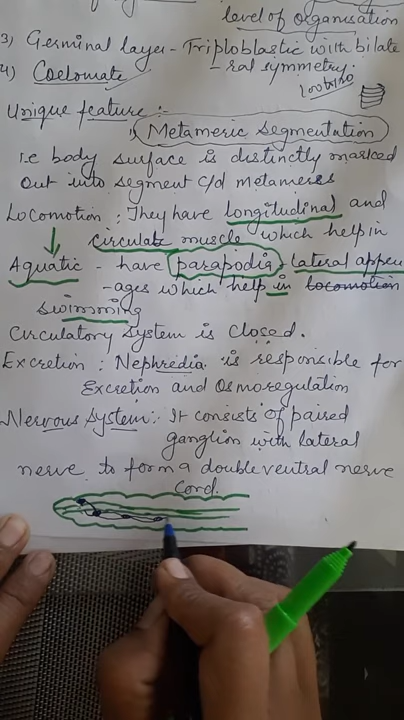 level of organisation
3) Germinal layer - Triploblastic with bilate
- ral symmetry.
4) Coelomate
Unique feature :-
1) Metameric Segmentation
i.e body surface is distinctly marked
out into segment c/d metameres
Locomotion : They have longitudinal and
circular muscle which help in
Aquatic - have parapodia lateral appen
-ages which help in locomotion
swimming
Circulatory System is closed.
Excretion : Nephredia is responsible for
Excretion and Osmoregulation
Nervous System :. It consists of paired
ganglion with lateral
nerve to form a double ventral nerve
Cord.